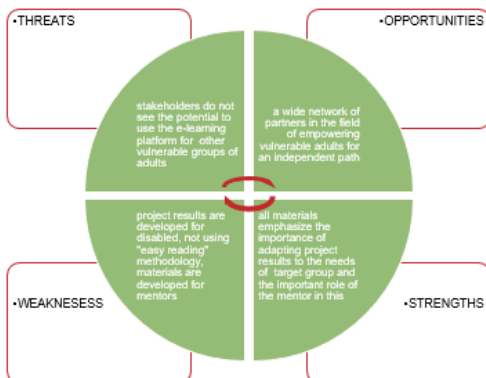 •THREATS
•OPPORTUNITIES
stakeholders do not
see the potential to
use the e-learning
platform for other
vulnerable groups of
adults
a wide network of
partners in the field
of empowering
vulnerable adults for
an independent path
project results are
developed for
disabled, not using
"easy reading"
methodology,
materials are
developed for
mentors
all materials
emphasize the
importance of
adapting project
results to the needs
of target group and
the important role of
the mentor in this
•WEAKNESESS
•STRENGTHS